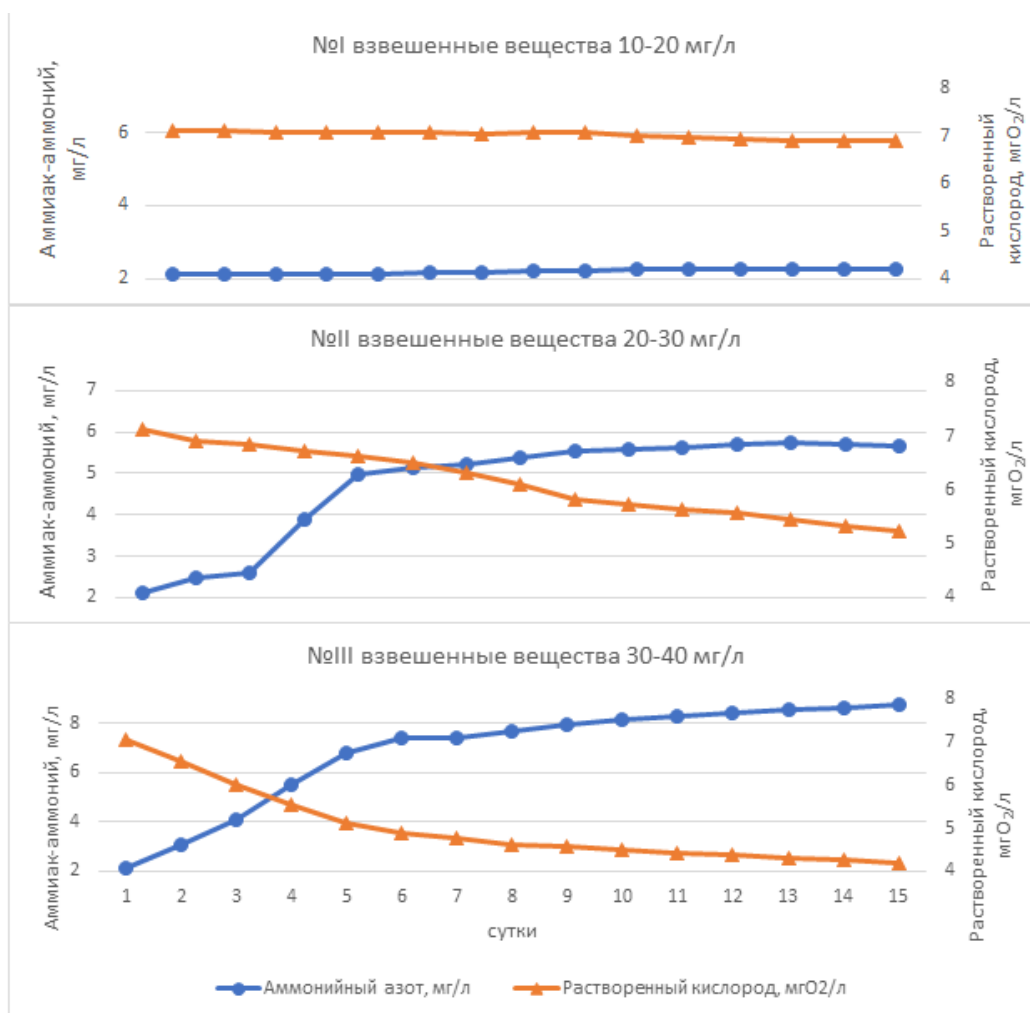 №I взвешенные вещества 10-20 мг/л
Аммиак-аммоний,
мг/л
6
4
2
8
7
6
5
4
Растворенный
кислород, мгО₂/л
№II взвешенные вещества 20-30 мг/л
Аммиак-аммоний, мг/л
7
6
5
4
3
2
8
7
6
5
4
Растворенный кислород,
мгО₂/л
№III взвешенные вещества 30-40 мг/л
Аммиак-аммоний, мг/л
8
6
4
2
8
7
6
5
4
Растворенный кислород,
мгО₂/л
1 2 3 4 5 6 7 8 9 10 11 12 13 14 15
сутки
Аммонийный азот, мг/л
Растворенный кислород, мгО2/л